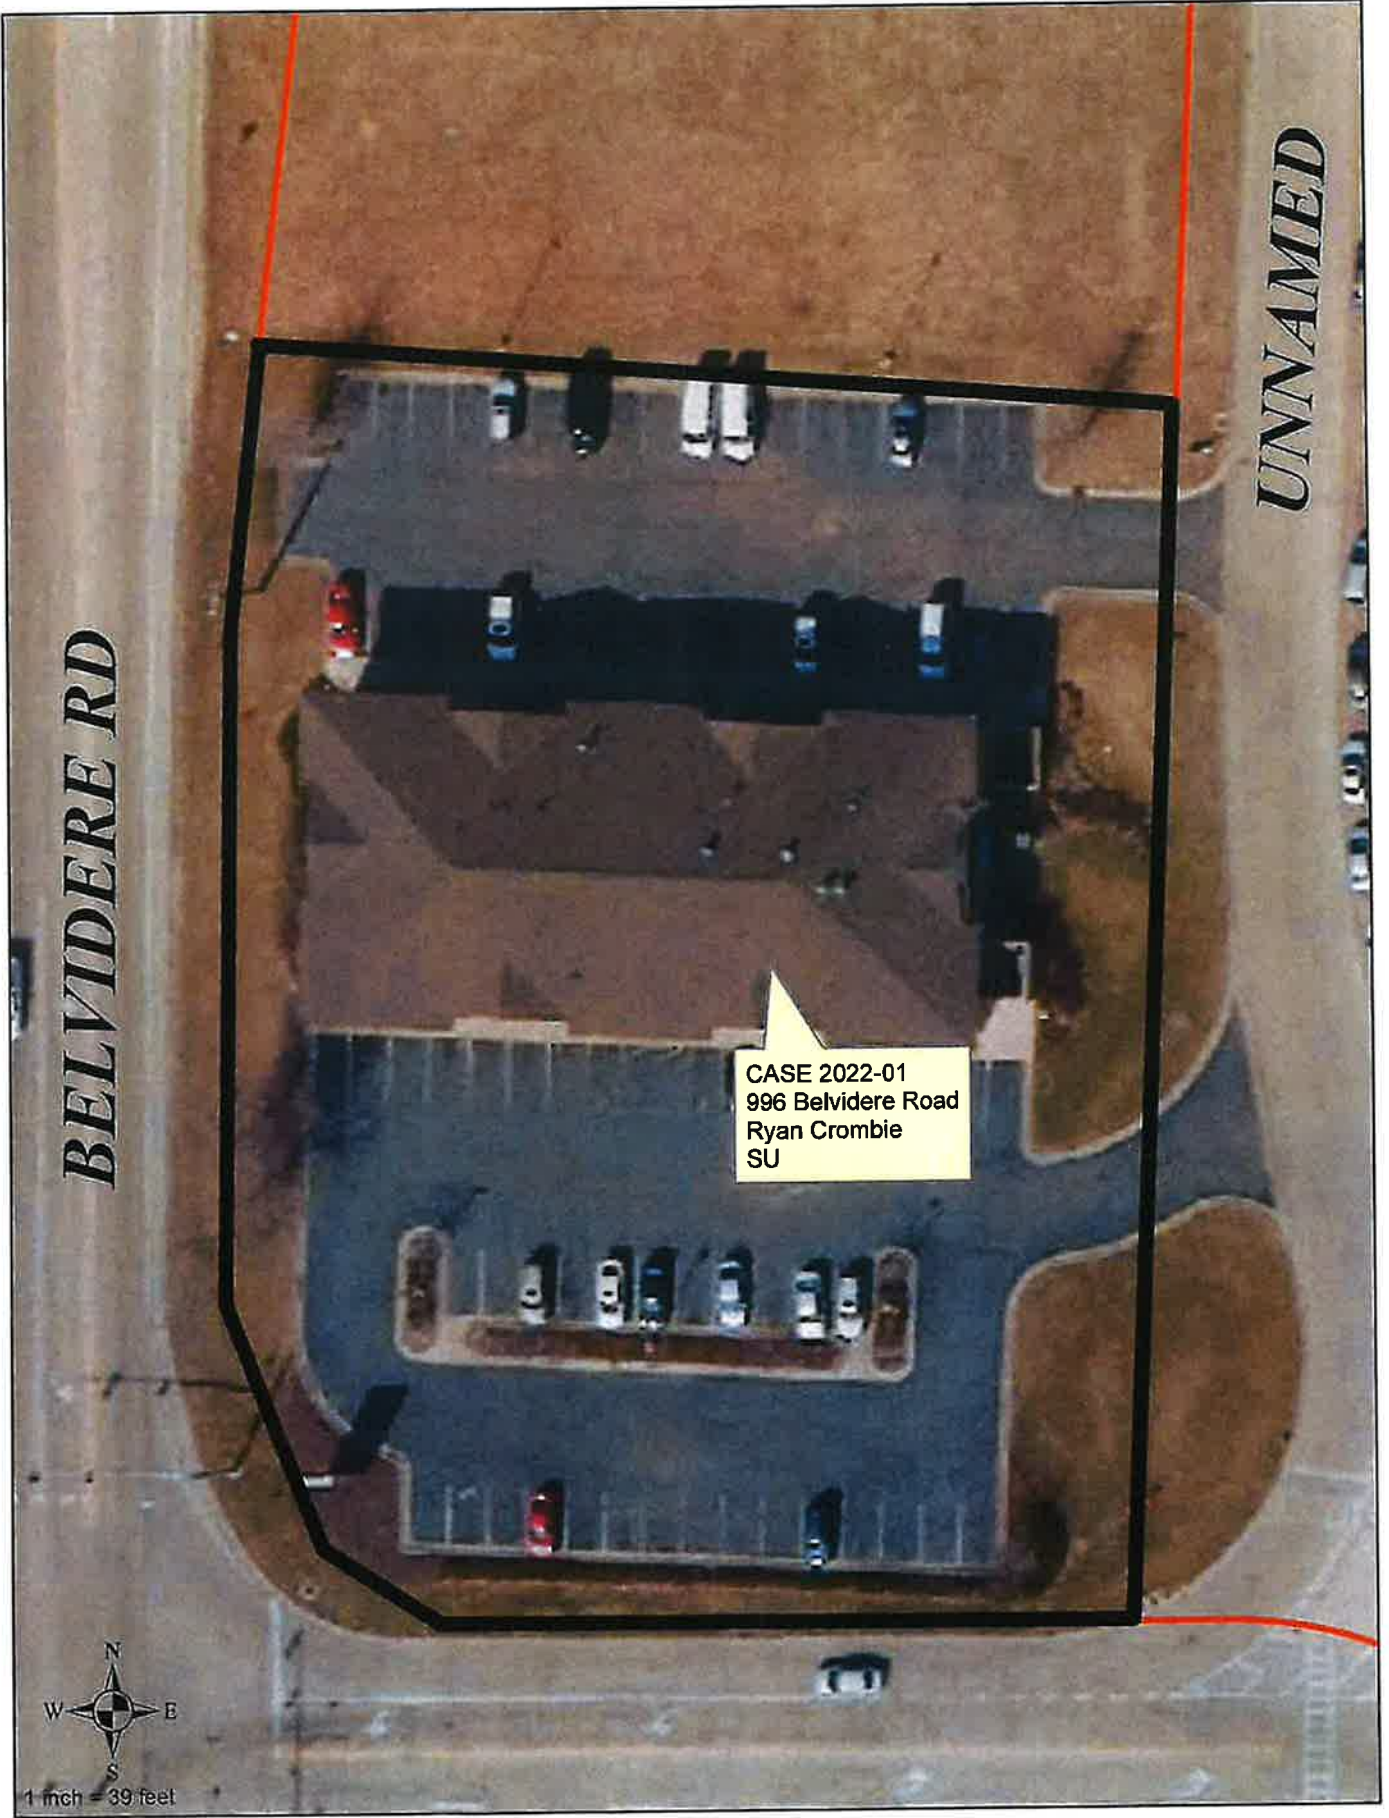 UNNAMED
BELVIDERE RD
CASE 2022-01
996 Belvidere Road
Ryan Crombie
SU
N
W E
S
1 inch = 39 feet